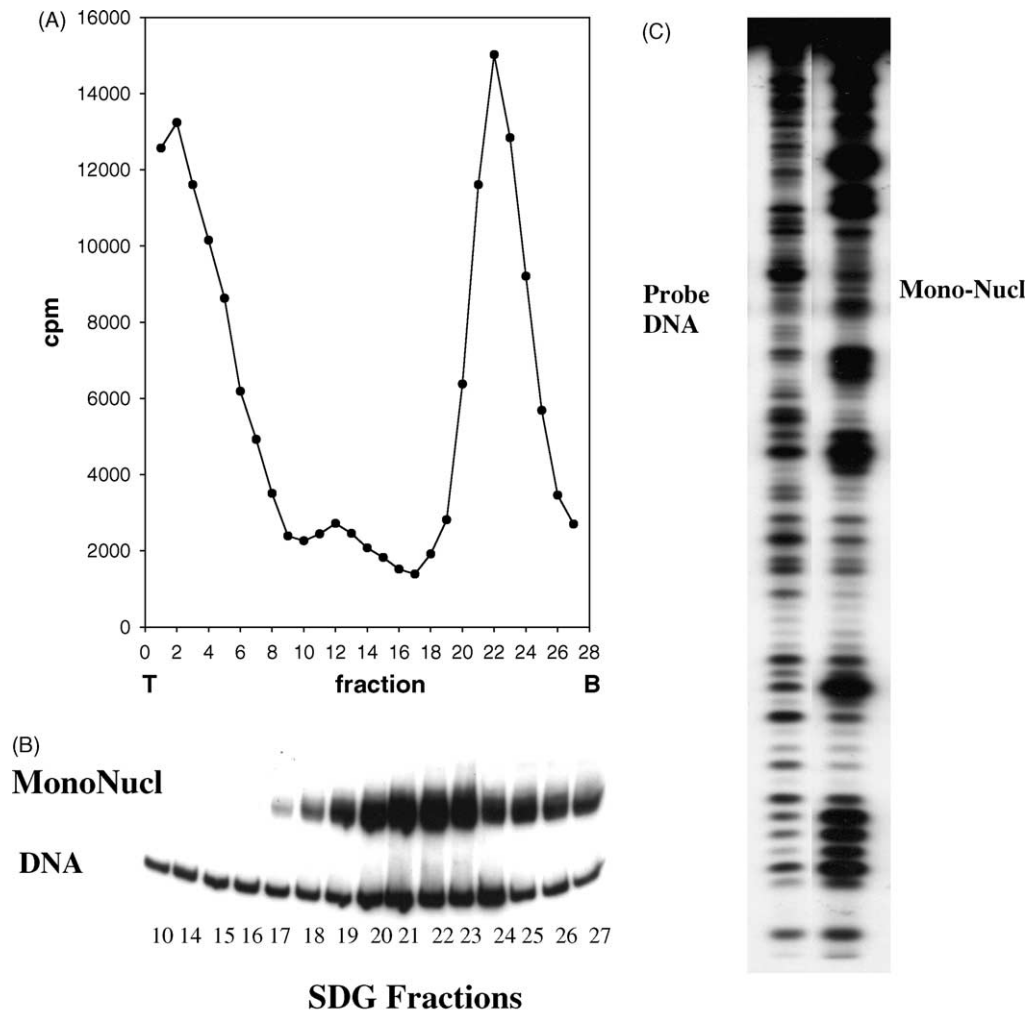 (A)
16000
14000
12000
10000
8000
6000
4000
2000
0
cpm
0 2 4 6 8 10 12 14 16 18 20 22 24 26 28
T fraction B
(B)
MonoNucl
DNA
10 14 15 16 17 18 19 20 21 22 23 24 25 26 27
SDG Fractions
(C)
Probe
DNA
Mono-Nucl